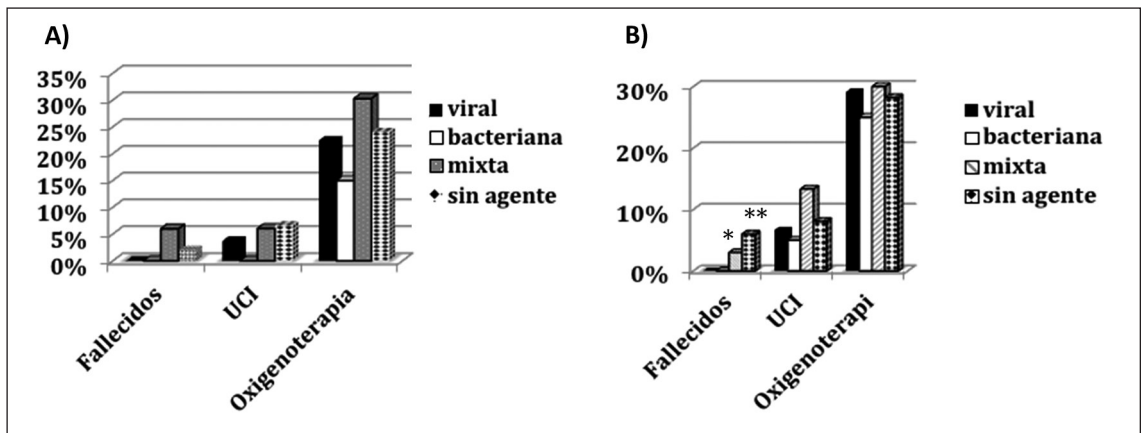 A)
35%
30%
25%
20%
15%
10%
5%
0%
Fallecidos
UCI
Oxigenoterapia
viral
bacteriana
mixta
sin agente
B)
30%
20%
10%
0%
*
**
Fallecidos
UCI
Oxigenoterapi
viral
bacteriana
mixta
sin agente